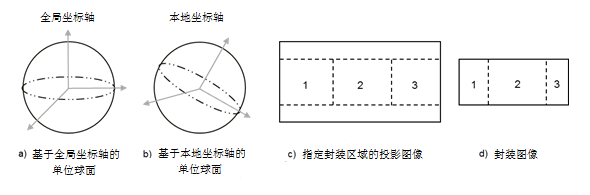 全局坐标轴
本地坐标轴
1 2 3
1 2 3
a) 基于全局坐标轴的
单位球面
b) 基于本地坐标轴的
单位球面
c) 指定封装区域的投影图像
d) 封装图像